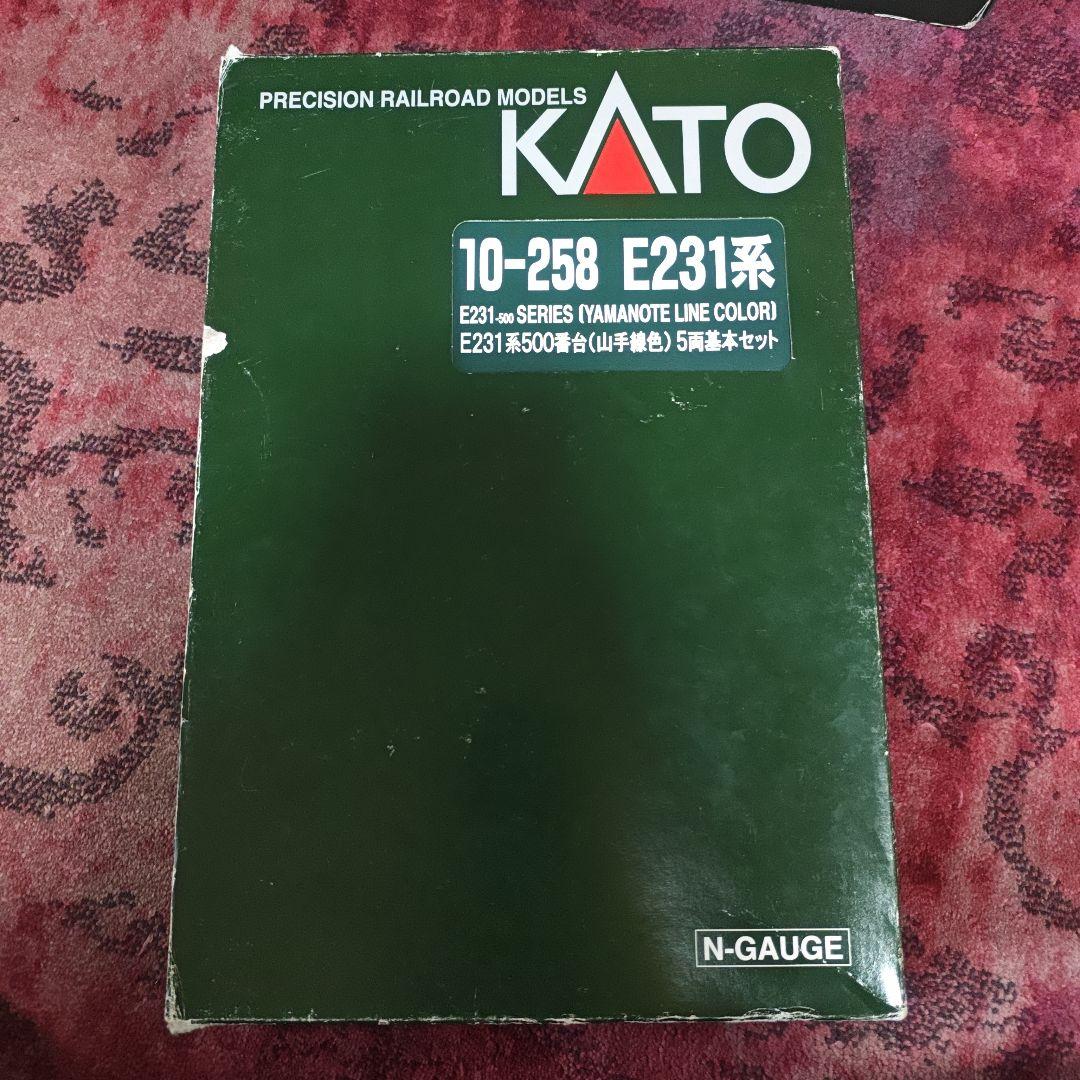 PRECISION RAILROAD MODELS
KATO
10-258 E231系
E231-500 SERIES (YAMANOTE LINE COLOR)
E231系500番台(山手線色) 5両基本セット
N-GAUGE